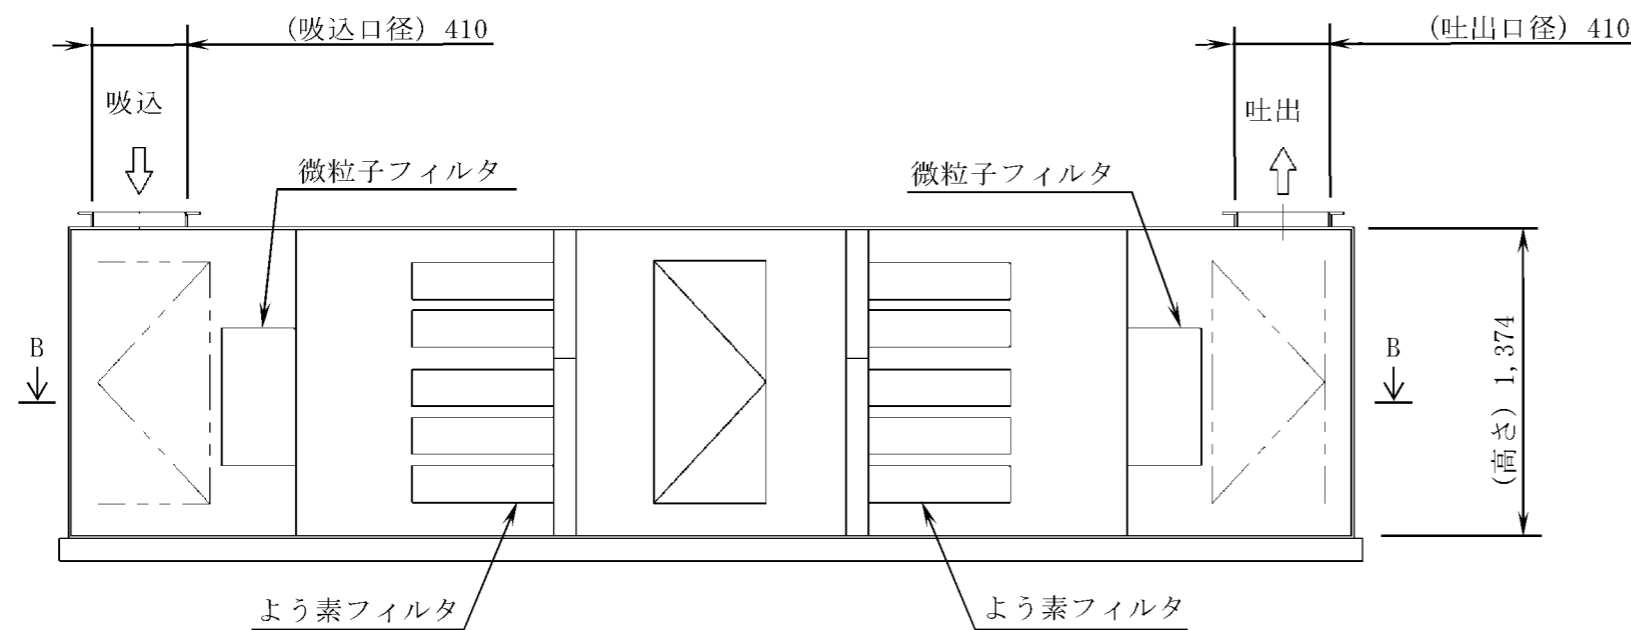 (吸込口径) 410
(吐出口径) 410
吸込
吐出
微粒子フィルタ
微粒子フィルタ
B
B
(高さ) 1,374
よう素フィルタ
よう素フィルタ